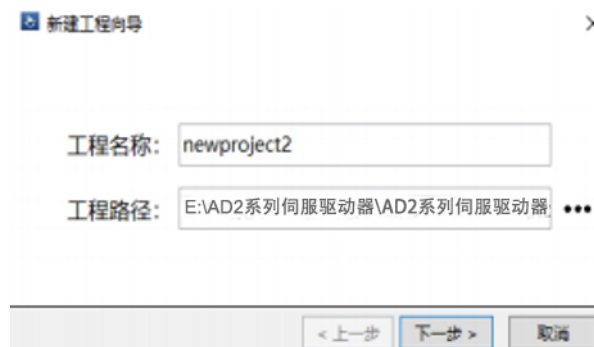 新建工程向导
工程名称: newproject2
工程路径: E:\AD2系列伺服驱动器\AD2系列伺服驱动器
•••
<上一步 下一步> 取消